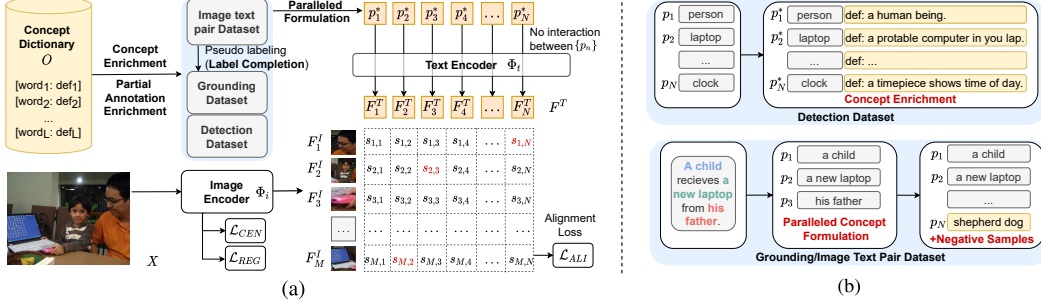 Concept
Dictionary
O
[word1: def1]
[word2: def2]
...
[wordL: defL]
Concept
Enrichment
Partial
Annotation
Enrichment
Image text
pair Dataset
Pseudo labeling
(Label Completion)
Grounding
Dataset
Detection
Dataset
Paralleled
Formulation
p*1 p*2 p*3 p*4 ... p*N
No interaction
between {pn}
Text Encoder Φt
F^T_1 F^T_2 F^T_3 F^T_4 ... F^T_N F^T
F^I_1 s1,1 s1,2 s1,3 s1,4 ... s1,N
F^I_2 s2,1 s2,2 s2,3 s2,4 ... s2,N
F^I_3 s3,1 s3,2 s3,3 s3,4 ... s3,N
... ... ... ... ... ... ...
F^I_M sM,1 sM,2 sM,3 sM,4 ... sM,N
X
Image
Encoder Φi
L_CEN
L_REG
Alignment
Loss
L_ALI
(a)
p1 person
p2 laptop
...
pN clock
p*1 person def: a human being.
p*2 laptop def: a protable computer in you lap.
... def: ...
p*N clock def: a timepiece shows time of day.
Concept Enrichment
Detection Dataset
A child
recieves a
new laptop
from his
father.
p1 a child
p2 a new laptop
p3 his father
Paralleled Concept
Formulation
p1 a child
p2 a new laptop
...
pN shepherd dog
+Negative Samples
Grounding/Image Text Pair Dataset
(b)